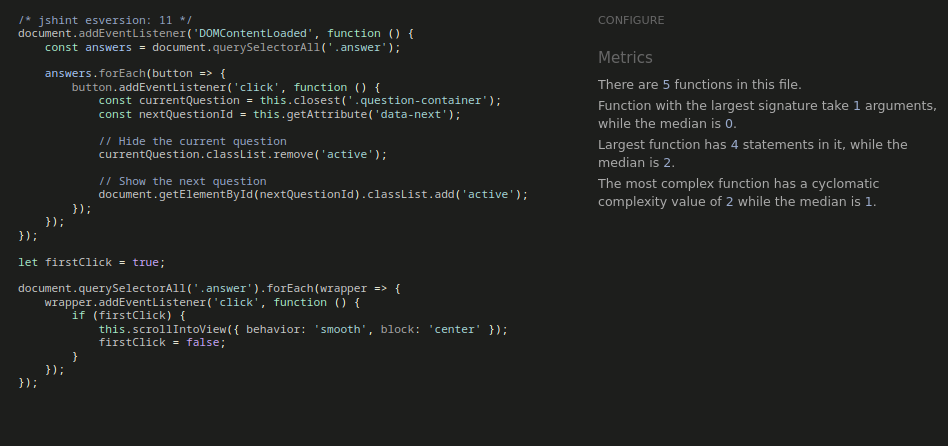 /* jshint esversion: 11 */
document.addEventListener('DOMContentLoaded', function () {
    const answers = document.querySelectorAll('.answer');

    answers.forEach(button => {
        button.addEventListener('click', function () {
            const currentQuestion = this.closest('.question-container');
            const nextQuestionId = this.getAttribute('data-next');

            // Hide the current question
            currentQuestion.classList.remove('active');

            // Show the next question
            document.getElementById(nextQuestionId).classList.add('active');
        });
    });
});

let firstClick = true;

document.querySelectorAll('.answer').forEach(wrapper => {
    wrapper.addEventListener('click', function () {
        if (firstClick) {
            this.scrollIntoView({ behavior: 'smooth', block: 'center' });
            firstClick = false;
        }
    });
});
CONFIGURE
Metrics
There are 5 functions in this file.
Function with the largest signature take 1 arguments,
while the median is 0.
Largest function has 4 statements in it, while the
median is 2.
The most complex function has a cyclomatic
complexity value of 2 while the median is 1.